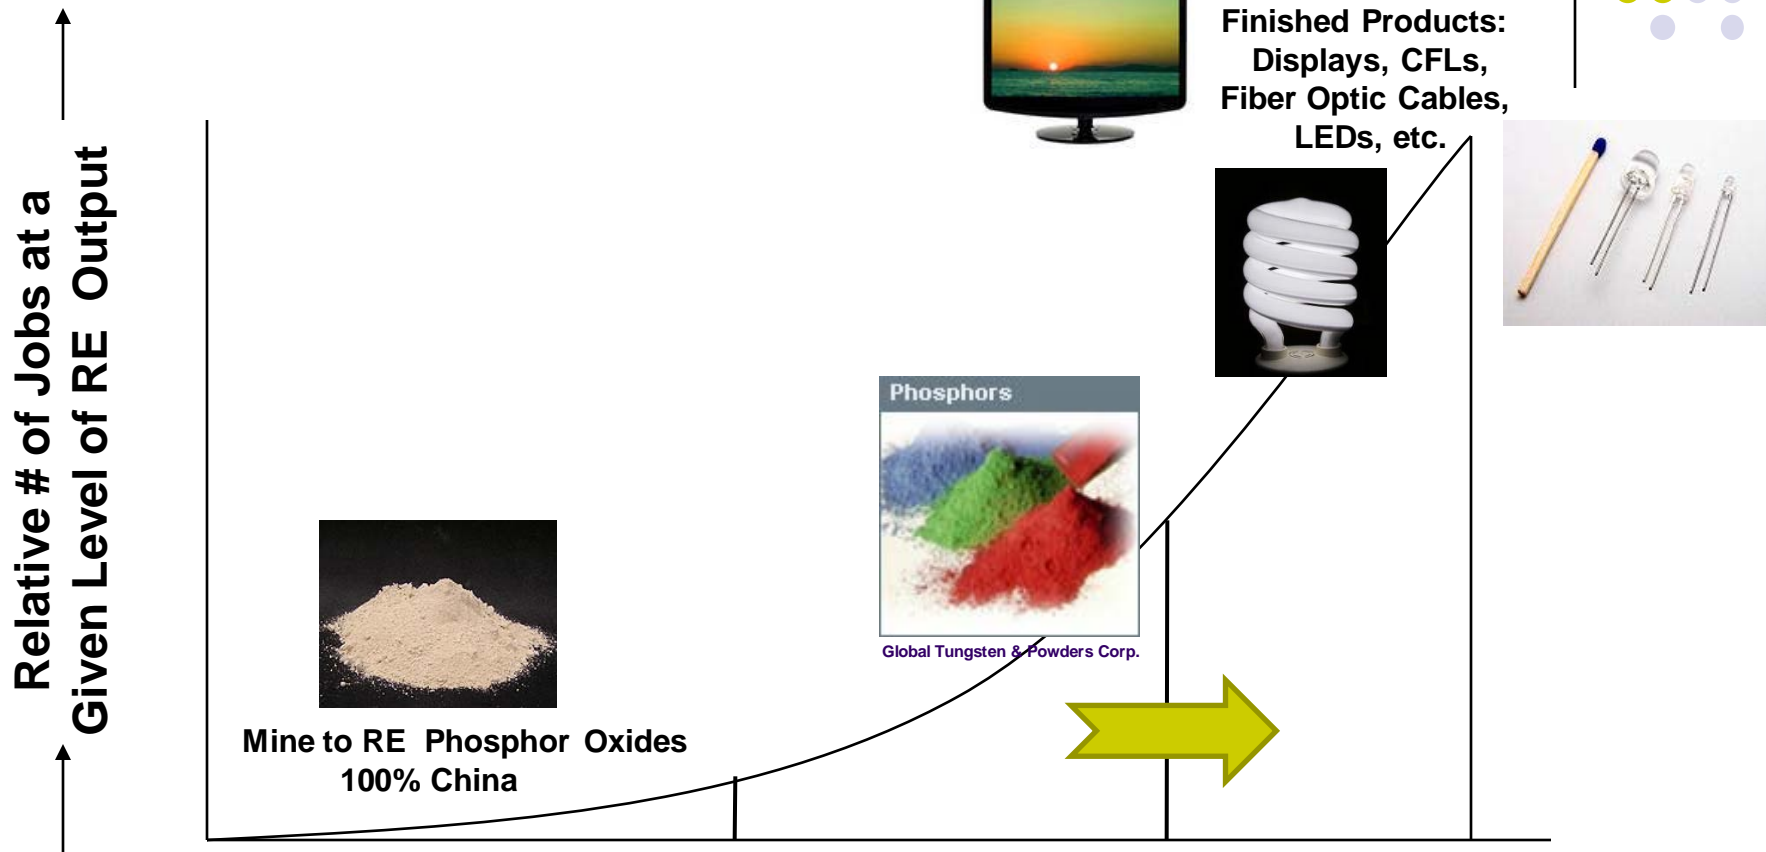 Finished Products:
Displays, CFLs,
Fiber Optic Cables,
LEDs, etc.
Relative # of Jobs at a
Given Level of RE Output
Phosphors
Global Tungsten & Powders Corp.
Mine to RE Phosphor Oxides
100% China